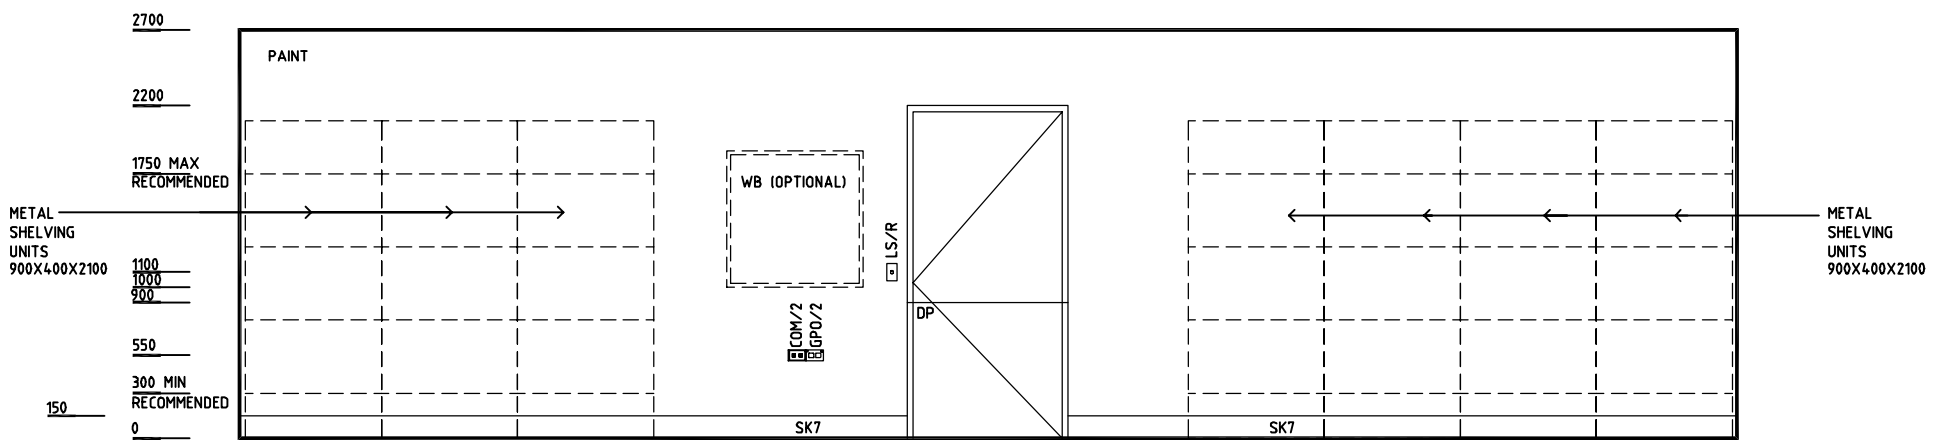 2700
PAINT
2200
1750 MAX
RECOMMENDED
WB (OPTIONAL)
METAL
SHELVING
UNITS
900X400X2100
LS/R
METAL
SHELVING
UNITS
900X400X2100
1100
1000
900
DP
COM/2
GPO/2
550
300 MIN
RECOMMENDED
150
0
SK7
SK7